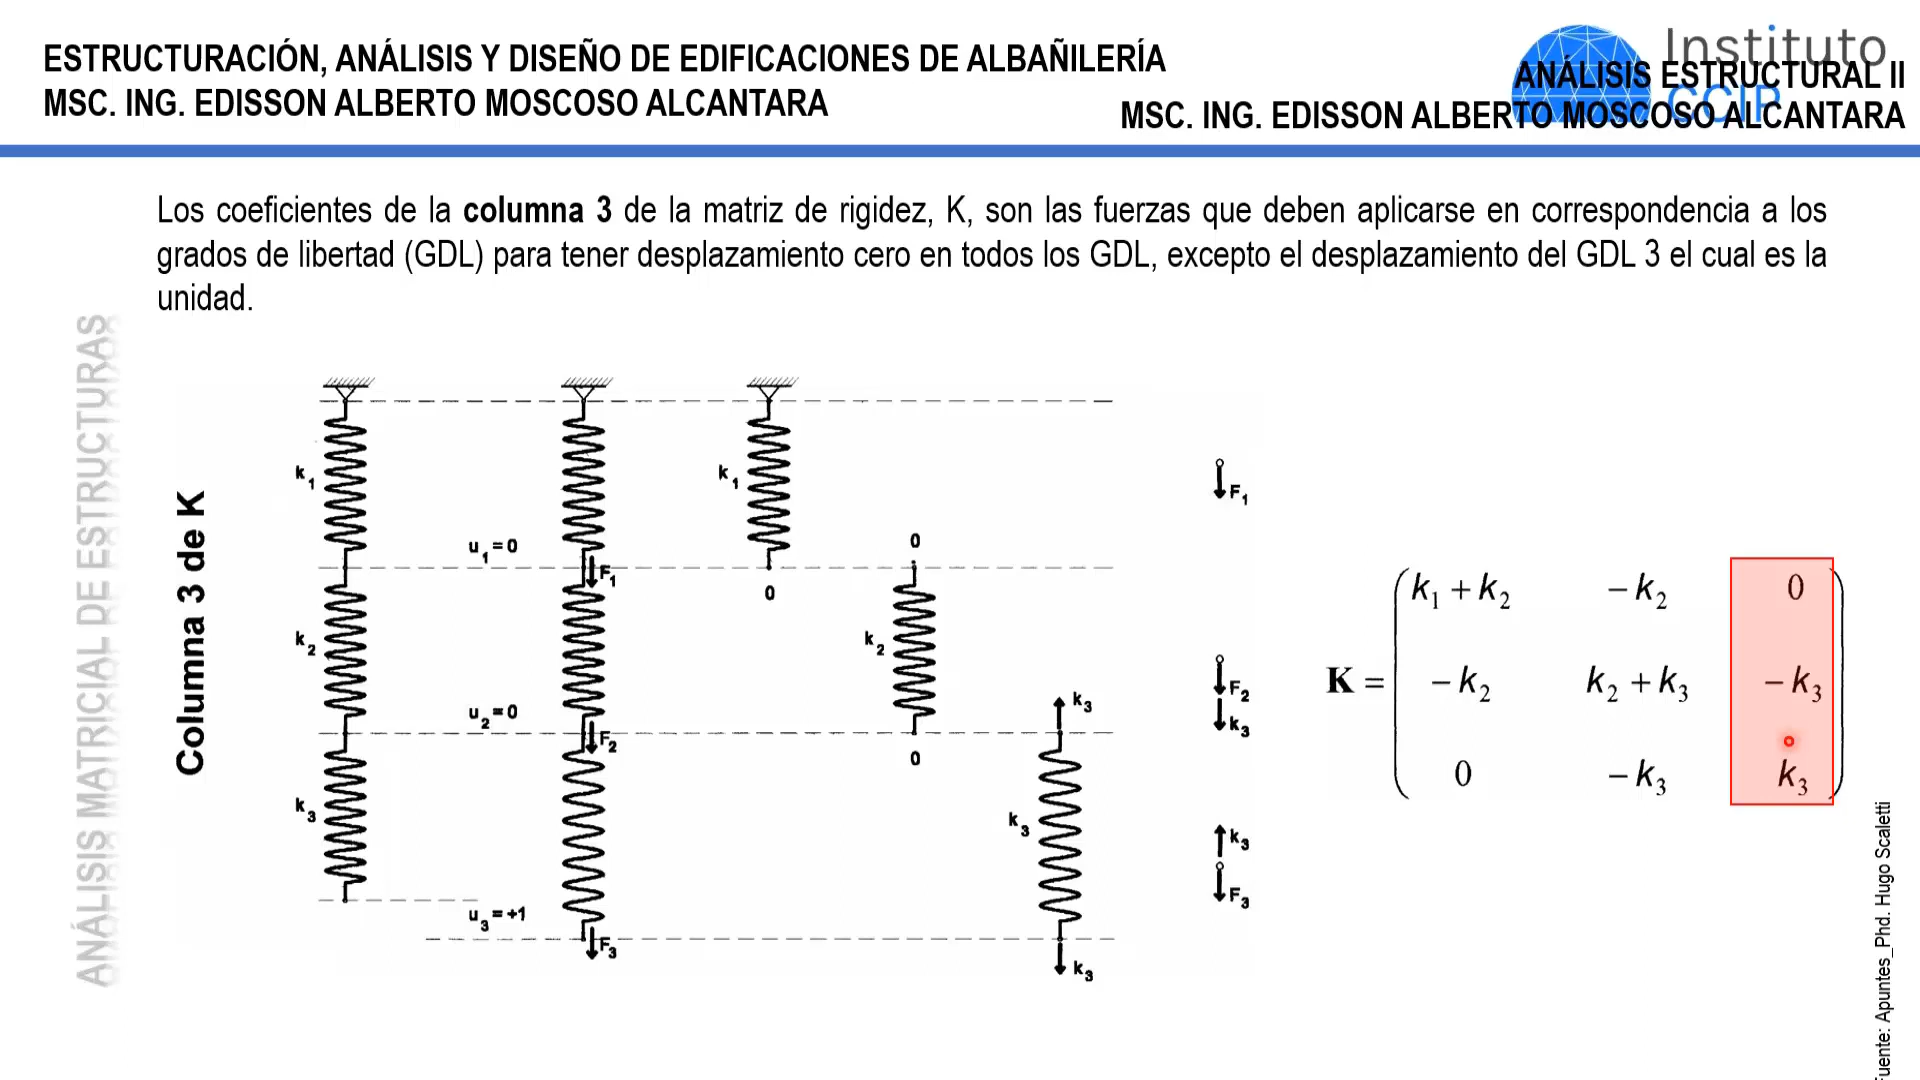 ESTRUCTURACIÓN, ANÁLISIS Y DISEÑO DE EDIFICACIONES DE ALBAÑILERÍA
MSC. ING. EDISSON ALBERTO MOSCOSO ALCANTARA
Instituto
CCIP
ANÁLISIS ESTRUCTURAL II
MSC. ING. EDISSON ALBERTO MOSCOSO ALCANTARA
Los coeficientes de la columna 3 de la matriz de rigidez, K, son las fuerzas que deben aplicarse en correspondencia a los
grados de libertad (GDL) para tener desplazamiento cero en todos los GDL, excepto el desplazamiento del GDL 3 el cual es la
unidad.
ANÁLISIS MATRICIAL DE ESTRUCTURAS
Columna 3 de K
k₁
k₂
k₃
u₁=0
u₂=0
u₃=+1
F₁
F₂
F₃
k₁
0
0
k₂
0
k₃
k₃
k₃
F₁
F₂
k₃
k₃
F₃
K =
k₁ + k₂ − k₂ 0
− k₂ k₂ + k₃ − k₃
0 − k₃ k₃
uente: Apuntes_Phd. Hugo Scaletti